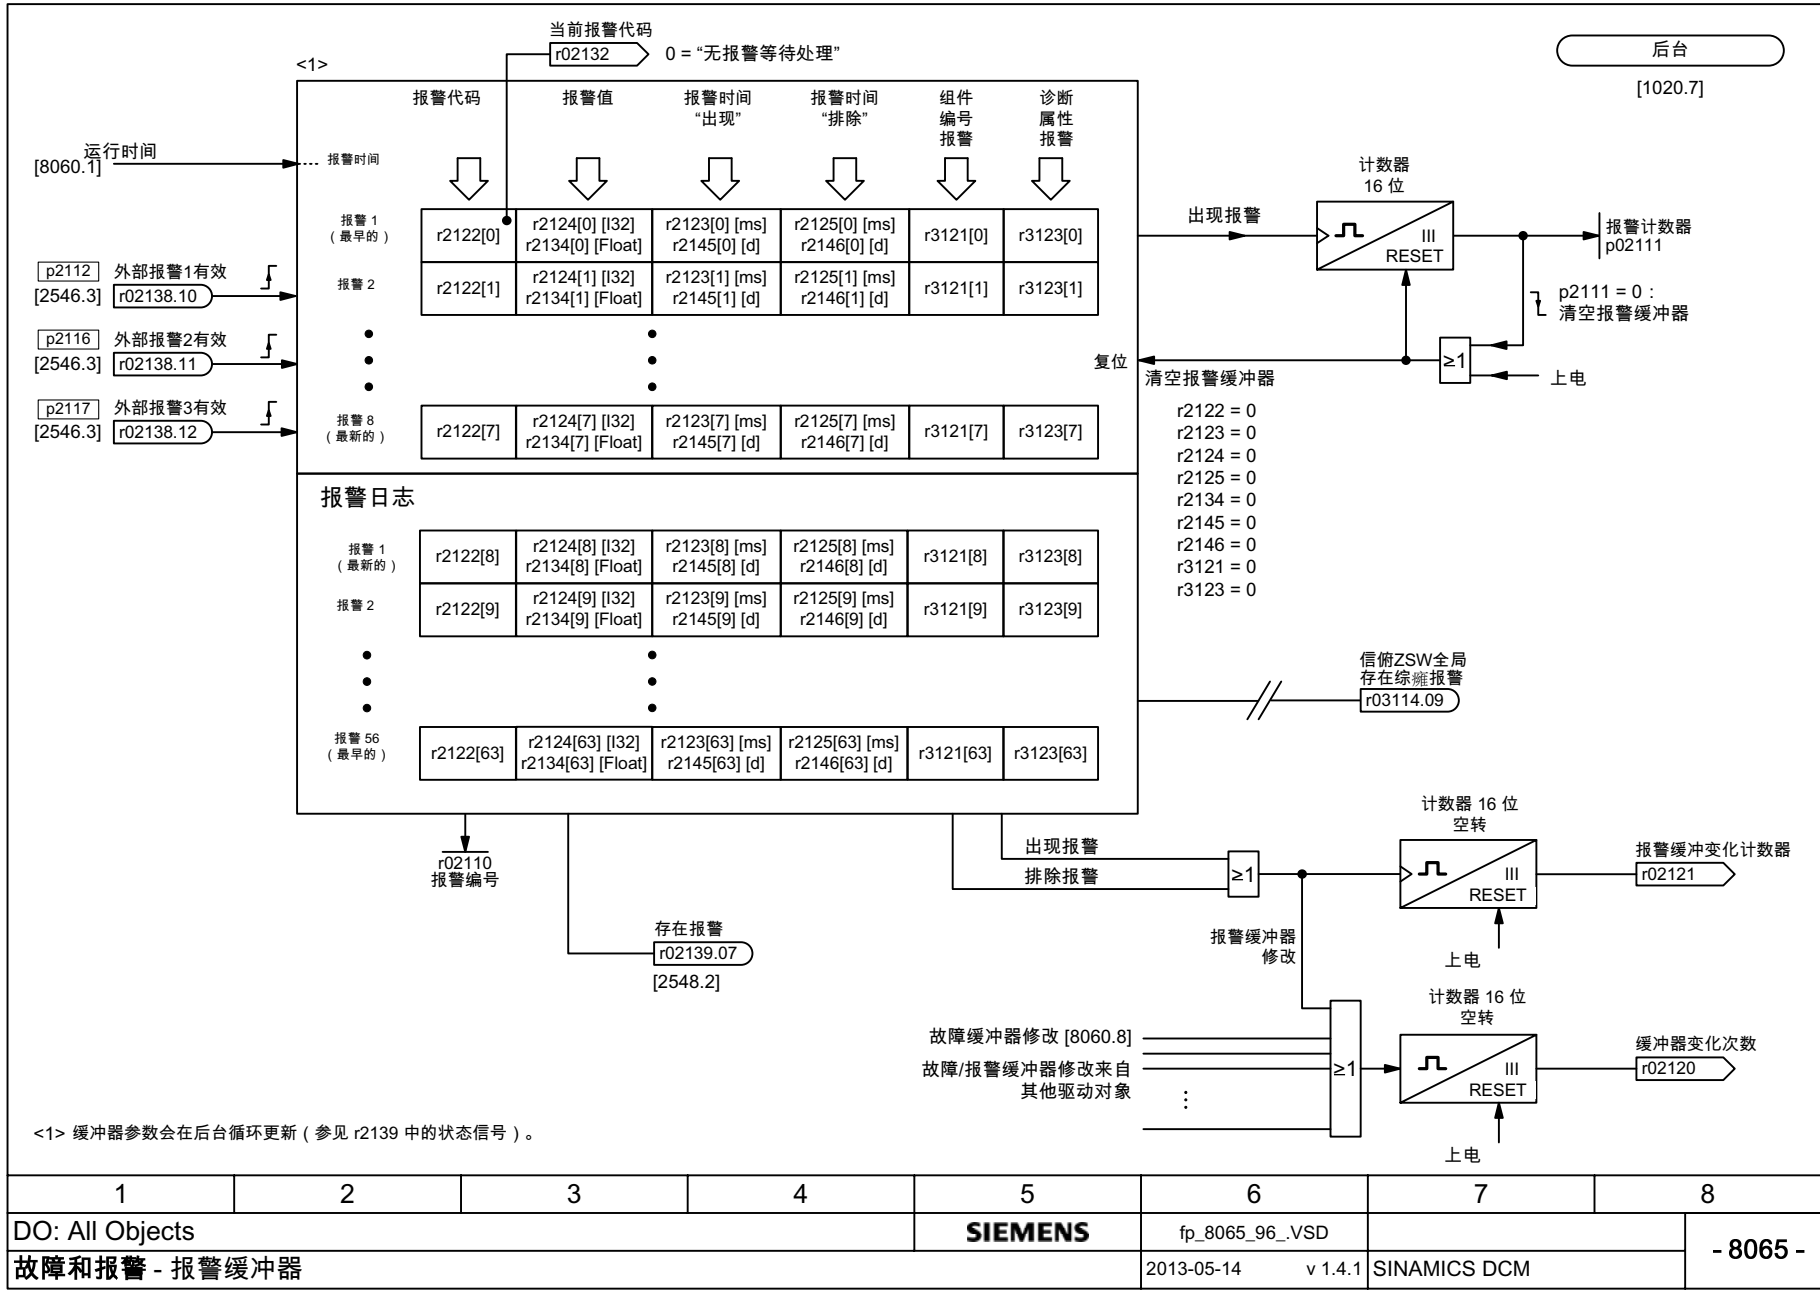 当前报警代码
r02132
0 = “无报警等待处理”
后台
[1020.7]
<1>
报警代码
报警值
报警时间
“出现”
报警时间
“排除”
组件
编号
报警
诊断
属性
报警
运行时间
[8060.1]
报警时间
报警 1
（最早的）
r2122[0]
r2124[0] [I32]
r2134[0] [Float]
r2123[0] [ms]
r2145[0] [d]
r2125[0] [ms]
r2146[0] [d]
r3121[0]
r3123[0]
报警 2
r2122[1]
r2124[1] [I32]
r2134[1] [Float]
r2123[1] [ms]
r2145[1] [d]
r2125[1] [ms]
r2146[1] [d]
r3121[1]
r3123[1]
报警 8
（最新的）
r2122[7]
r2124[7] [I32]
r2134[7] [Float]
r2123[7] [ms]
r2145[7] [d]
r2125[7] [ms]
r2146[7] [d]
r3121[7]
r3123[7]
p2112
外部报警1有效
[2546.3]
r02138.10
p2116
外部报警2有效
[2546.3]
r02138.11
p2117
外部报警3有效
[2546.3]
r02138.12
出现报警
计数器
16 位
III
RESET
报警计数器
p02111
p2111 = 0：
清空报警缓冲器
≥1
上电
复位
清空报警缓冲器
r2122 = 0
r2123 = 0
r2124 = 0
r2125 = 0
r2134 = 0
r2145 = 0
r2146 = 0
r3121 = 0
r3123 = 0
报警日志
报警 1
（最新的）
r2122[8]
r2124[8] [I32]
r2134[8] [Float]
r2123[8] [ms]
r2145[8] [d]
r2125[8] [ms]
r2146[8] [d]
r3121[8]
r3123[8]
报警 2
r2122[9]
r2124[9] [I32]
r2134[9] [Float]
r2123[9] [ms]
r2145[9] [d]
r2125[9] [ms]
r2146[9] [d]
r3121[9]
r3123[9]
报警 56
（最早的）
r2122[63]
r2124[63] [I32]
r2134[63] [Float]
r2123[63] [ms]
r2145[63] [d]
r2125[63] [ms]
r2146[63] [d]
r3121[63]
r3123[63]
信俯ZSW全局
存在综癰报警
r03114.09
r02110
报警编号
存在报警
r02139.07
[2548.2]
出现报警
排除报警
≥1
计数器 16 位
空转
III
RESET
上电
报警缓冲变化计数器
r02121
报警缓冲器
修改
故障缓冲器修改 [8060.8]
故障/报警缓冲器修改来自
其他驱动对象
≥1
计数器 16 位
空转
III
RESET
上电
缓冲器变化次数
r02120
<1> 缓冲器参数会在后台循环更新（参见 r2139 中的状态信号）。
1 2 3 4 5 6 7 8
DO: All Objects
SIEMENS
fp_8065_96_.VSD
- 8065 -
故障和报警 - 报警缓冲器
2013-05-14 v 1.4.1
SINAMICS DCM